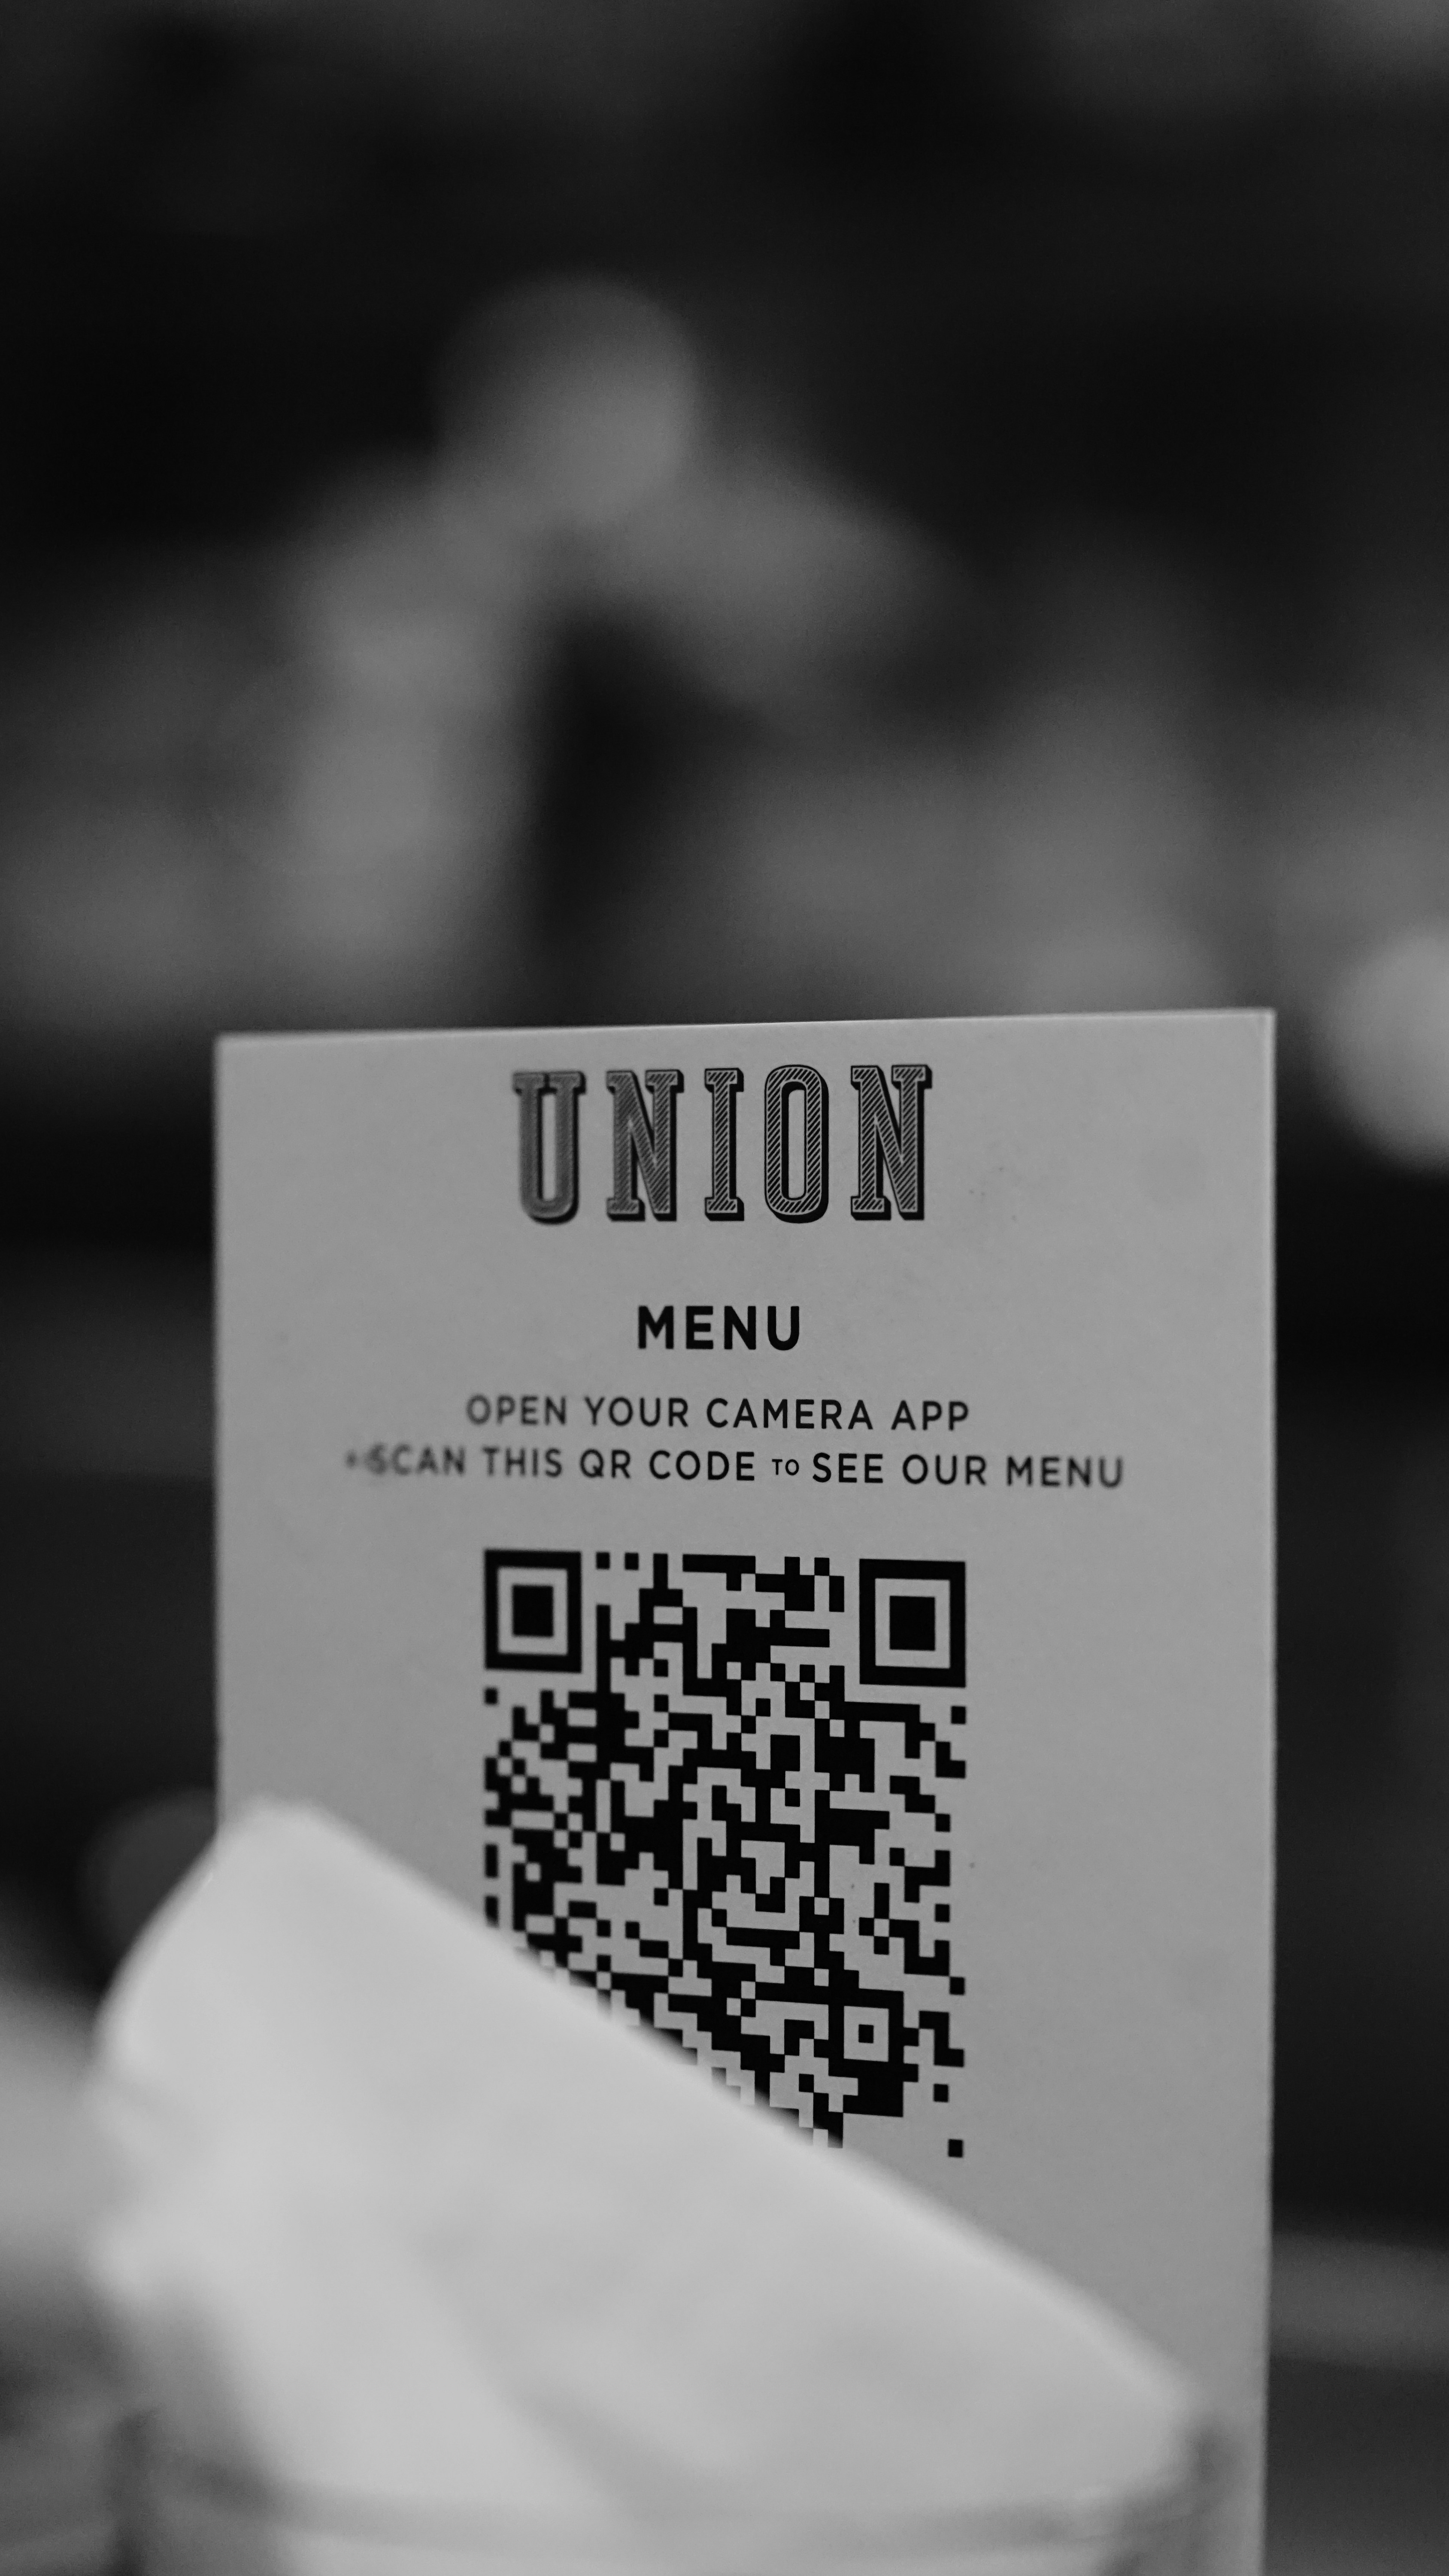 UNION
MENU
OPEN YOUR CAMERA APP
+ SCAN THIS QR CODE TO SEE OUR MENU